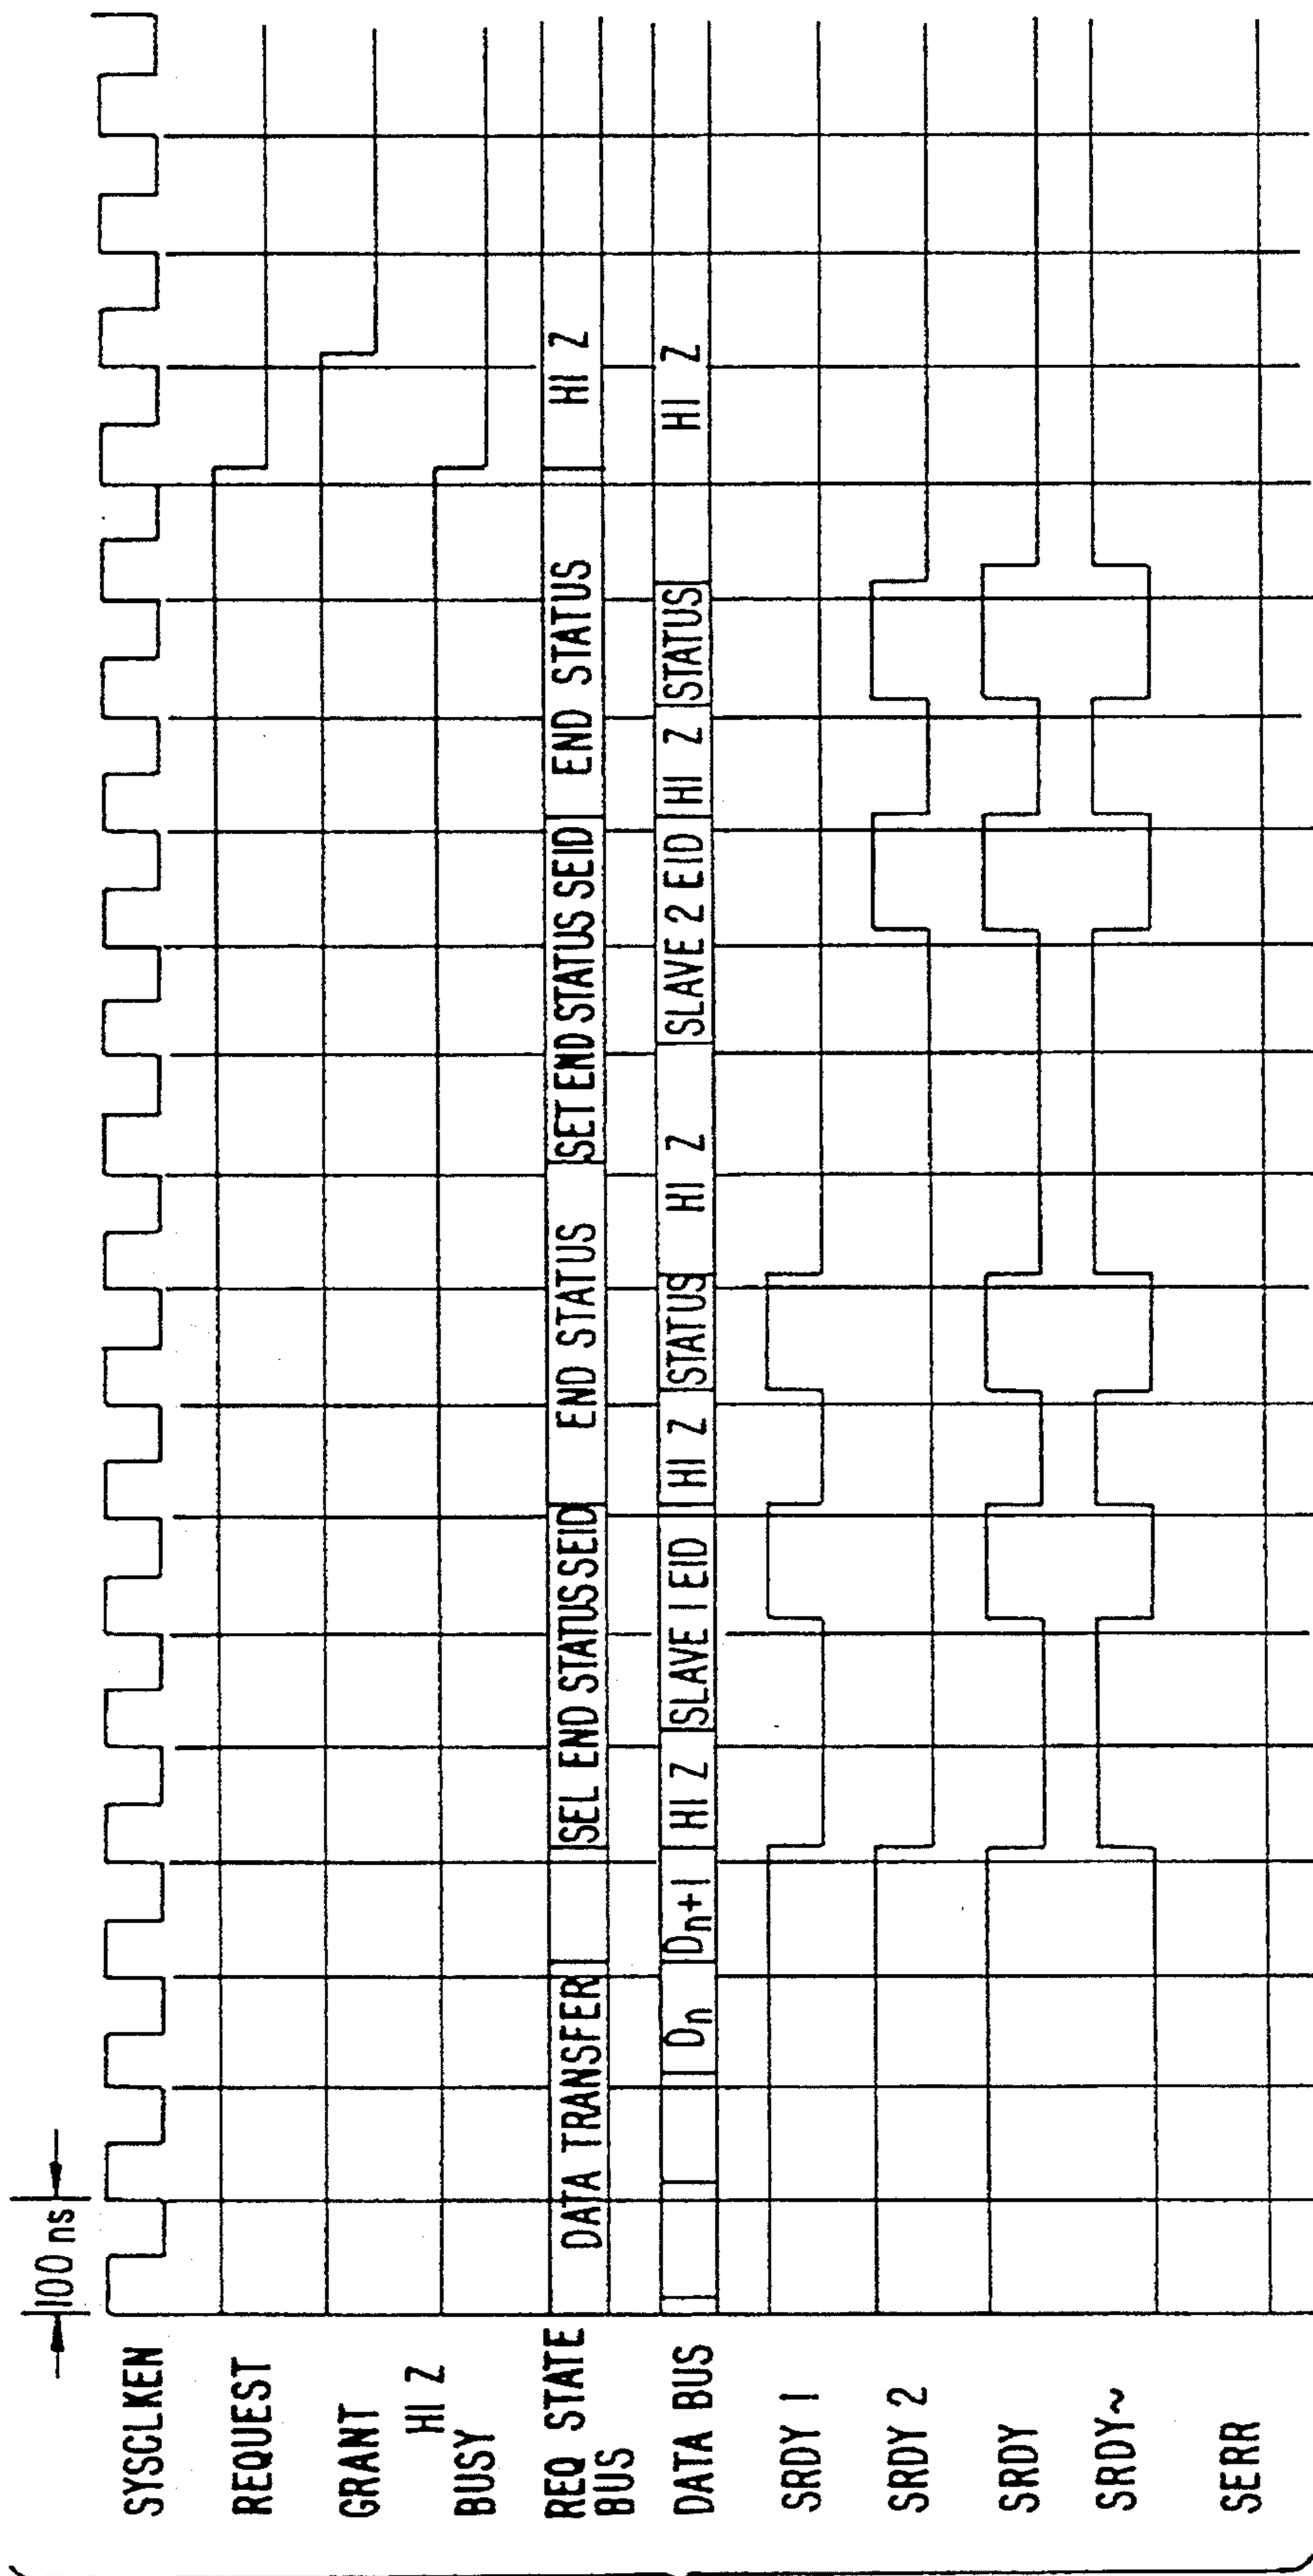 100 ns
SYSCLKEN
REQUEST
GRANT
HI Z
BUSY
REQ STATE
BUS
DATA TRANSFER
SEL END STATUS SEID
END STATUS
SET END STATUS SEID
END STATUS
HI Z
DATA BUS
Dn
Dn+1
HI Z
SLAVE 1 EID
HI Z
STATUS
HI Z
SLAVE 2 EID
HI Z
STATUS
HI Z
SRDY 1
SRDY 2
SRDY
SRDY~
SERR